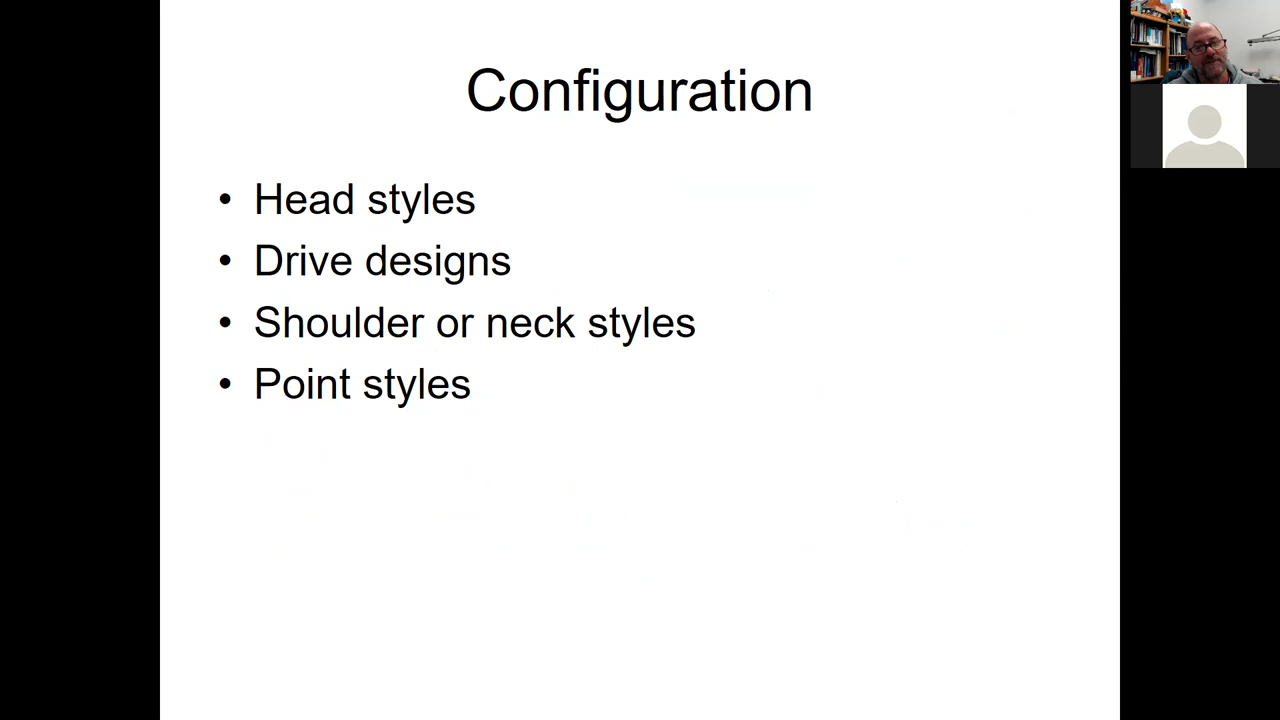 Configuration
• Head styles
• Drive designs
• Shoulder or neck styles
• Point styles